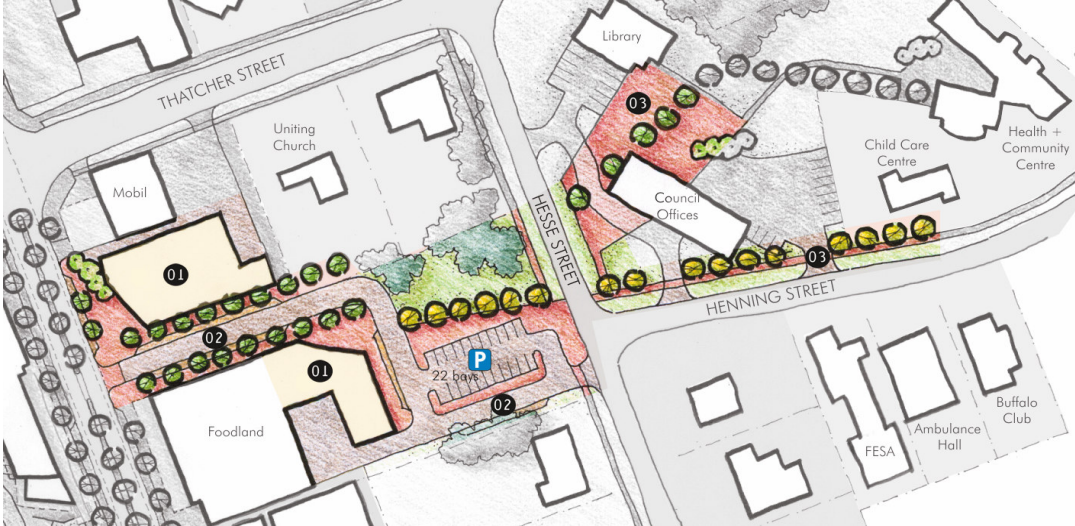 Library
THATCHER STREET
03
Uniting
Church
Health +
Community
Centre
Child Care
Centre
Mobil
Council
Offices
HESSE STREET
01
03
HENNING STREET
02
P
22 bays
01
02
Foodland
Buffalo
Club
Ambulance
Hall
FESA